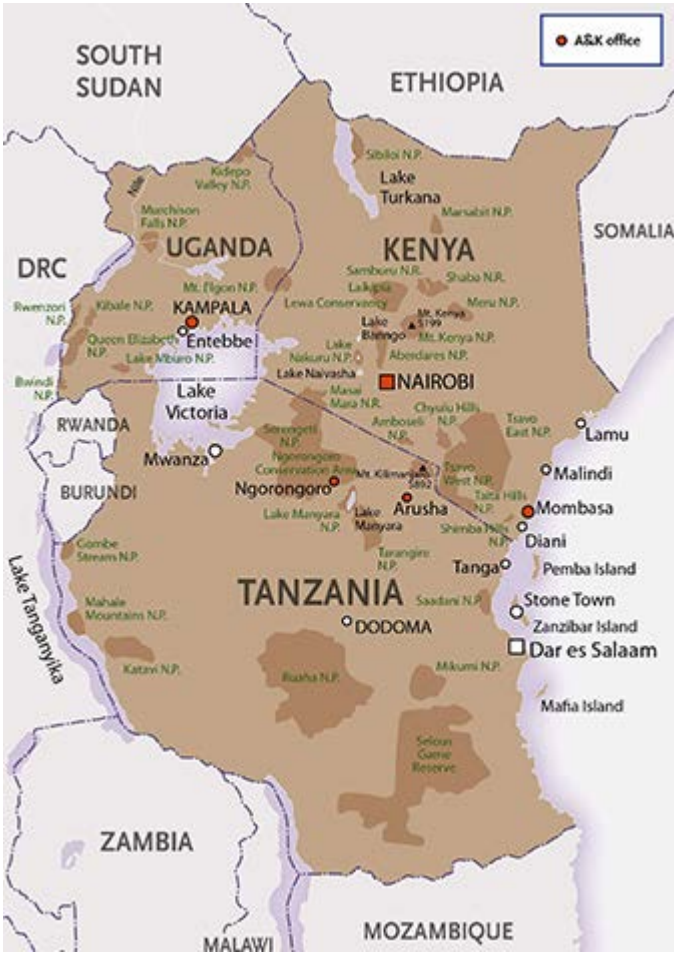 A&K office
SOUTH
SUDAN
ETHIOPIA
Sibiloi N.P.
Kidepo
Valley N.P.
Lake
Turkana
Nile
Murchison
Falls N.P.
Marsabit N.P.
SOMALIA
UGANDA
KENYA
DRC
Samburu N.R.
Shaba N.R.
Mt. Elgon N.P.
Laikipia
Lewa Conservancy
Meru N.P.
Rwenzori
N.P.
Kibale N.P.
KAMPALA
Mt. Kenya
5199
Lake
Baringo
Queen Elizabeth
N.P.
Entebbe
Mt. Kenya N.P.
Lake Mburo N.P.
Lake
Nakuru N.P.
Aberdares N.P.
Lake Naivasha
Bwindi
N.P.
NAIROBI
Lake
Victoria
Masai
Mara N.R.
Chyulu Hills
N.P.
Amboseli
N.P.
Tsavo
East N.P.
RWANDA
Serengeti N.P.
Lamu
Mwanza
Ngorongoro
Conservation Area
Mt. Kilimanjaro
5892
Tsavo
West N.P.
Malindi
BURUNDI
Ngorongoro
Arusha
Taita Hills
N.P.
Mombasa
Lake Manyara
N.P.
Lake
Manyara
Shimba Hills
N.P.
Diani
Gombe
Stream N.P.
Tarangire
N.P.
Tanga
Pemba Island
Lake Tanganyika
TANZANIA
Mahale
Mountains N.P.
Saadani N.P.
Stone Town
DODOMA
Zanzibar Island
Dar es Salaam
Katavi N.P.
Ruaha N.P.
Mikumi N.P.
Mafia Island
Selous
Game
Reserve
ZAMBIA
MALAWI
MOZAMBIQUE